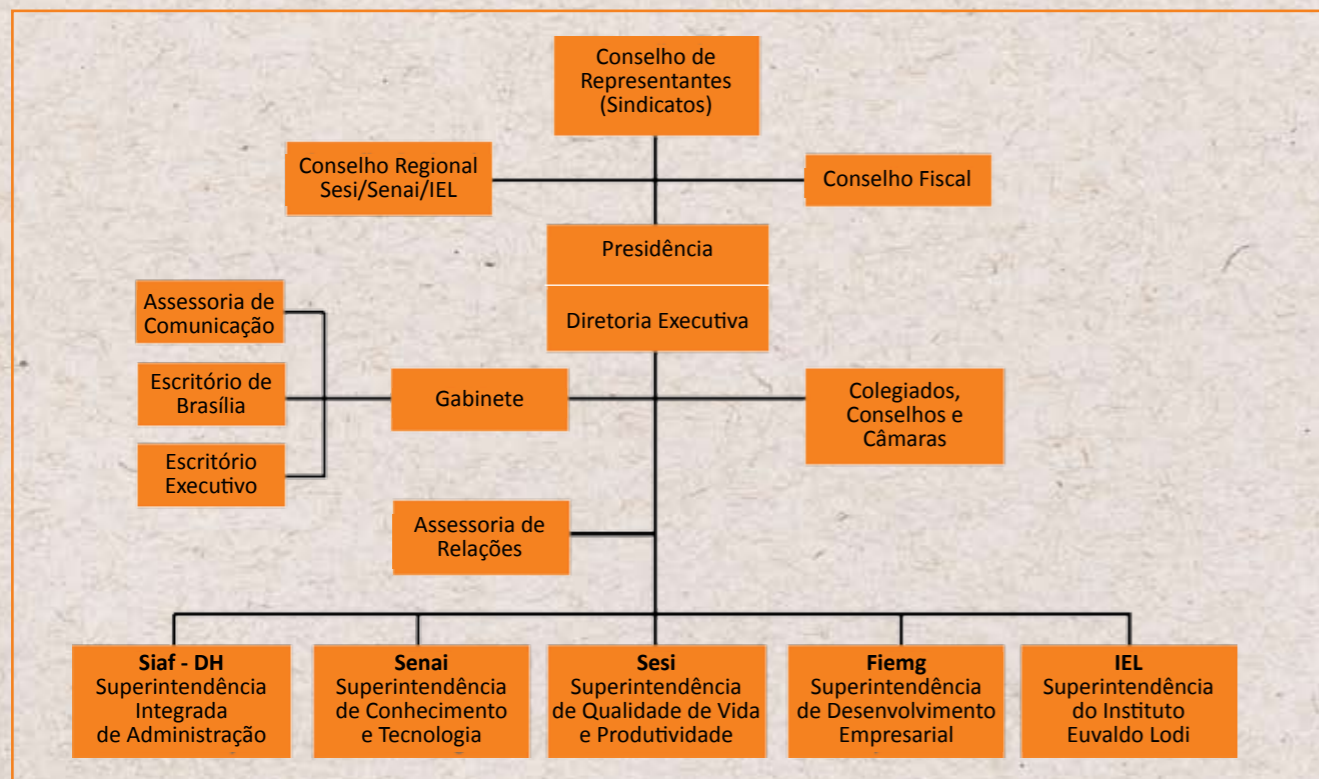 Conselho de
Representantes
(Sindicatos)
Conselho Regional
Sesi/Senai/IEL
Conselho Fiscal
Presidência
Diretoria Executiva
Assessoria de
Comunicação
Escritório de
Brasília
Escritório
Executivo
Gabinete
Colegiados,
Conselhos e
Câmaras
Assessoria de
Relações
Siaf - DH
Superintendência
Integrada
de Administração
Senai
Superintendência
de Conhecimento
e Tecnologia
Sesi
Superintendência
de Qualidade de Vida
e Produtividade
Fiemg
Superintendência
de Desenvolvimento
Empresarial
IEL
Superintendência
do Instituto
Euvaldo Lodi